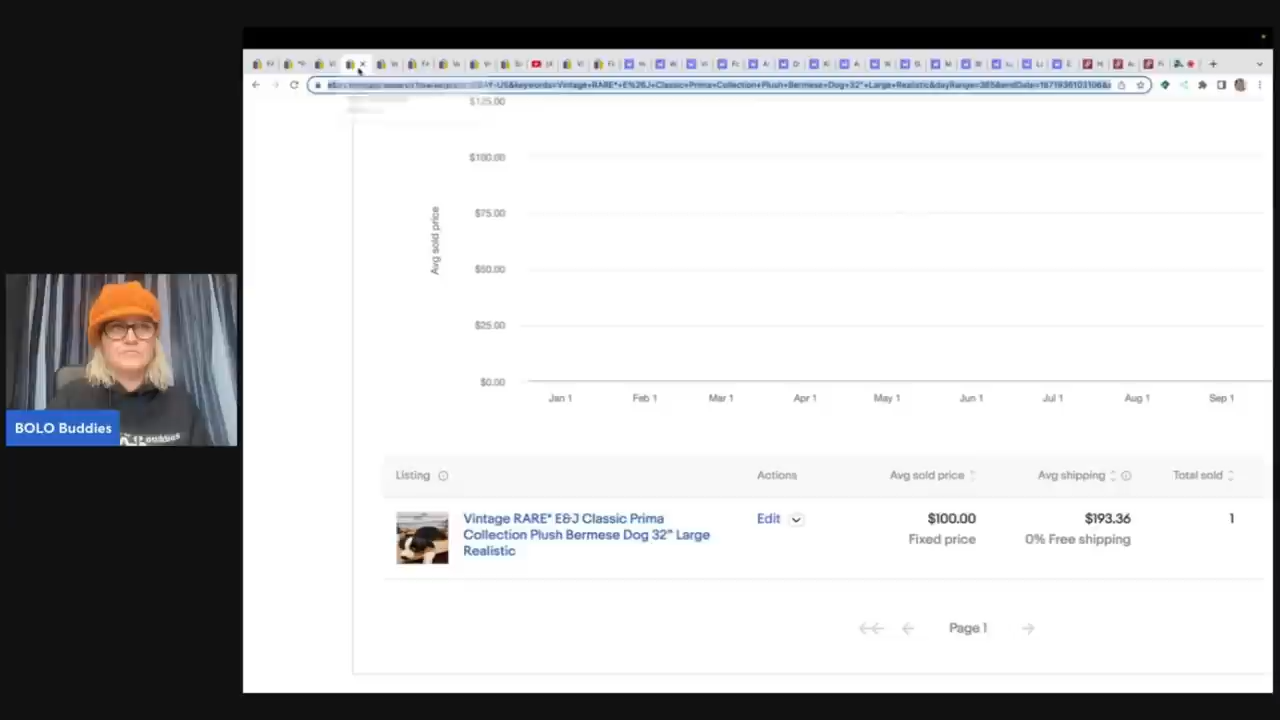 $125.00
$100.00
$75.00
$50.00
$25.00
$0.00
Avg sold price
Jan 1 Feb 1 Mar 1 Apr 1 May 1 Jun 1 Jul 1 Aug 1 Sep 1
Listing Actions Avg sold price Avg shipping Total sold
Vintage RARE* E&J Classic Prima
Collection Plush Bermese Dog 32" Large
Realistic
Edit
$100.00
Fixed price
$193.36
0% Free shipping
1
Page 1
BOLO Buddies